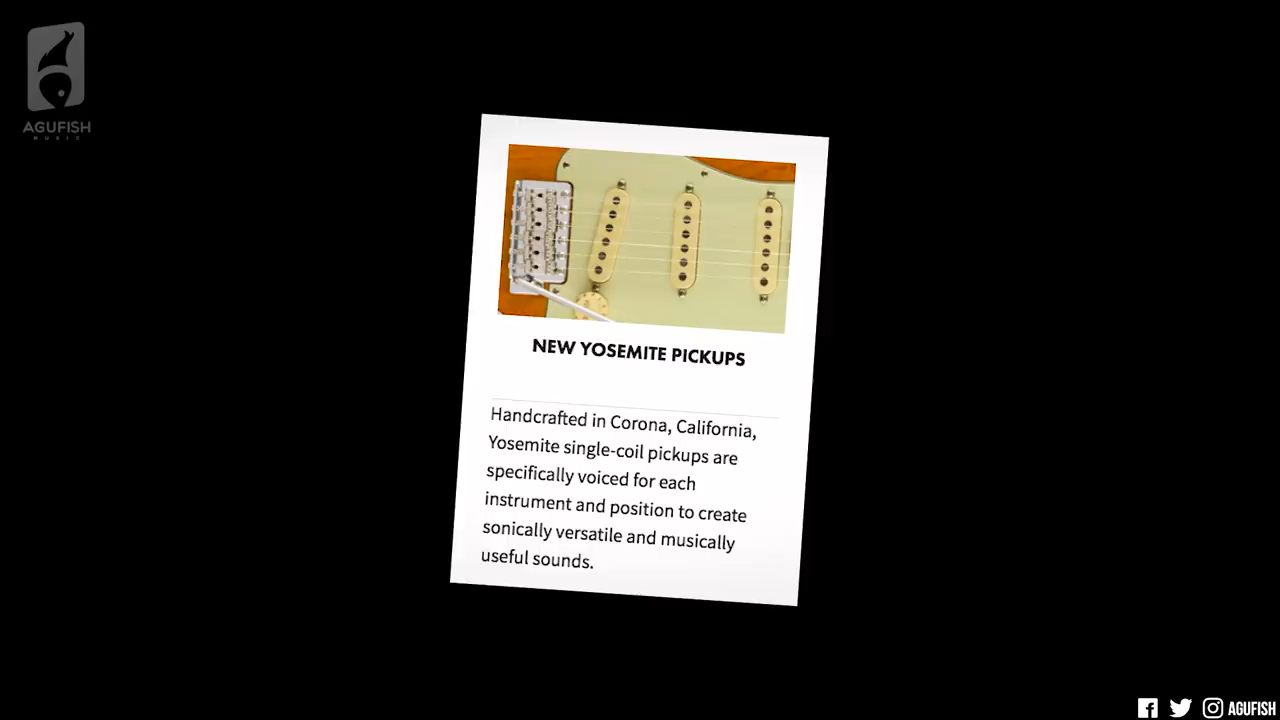 AGUFISH
MUSIC
NEW YOSEMITE PICKUPS
Handcrafted in Corona, California,
Yosemite single-coil pickups are
specifically voiced for each
instrument and position to create
sonically versatile and musically
useful sounds.
AGUFISH